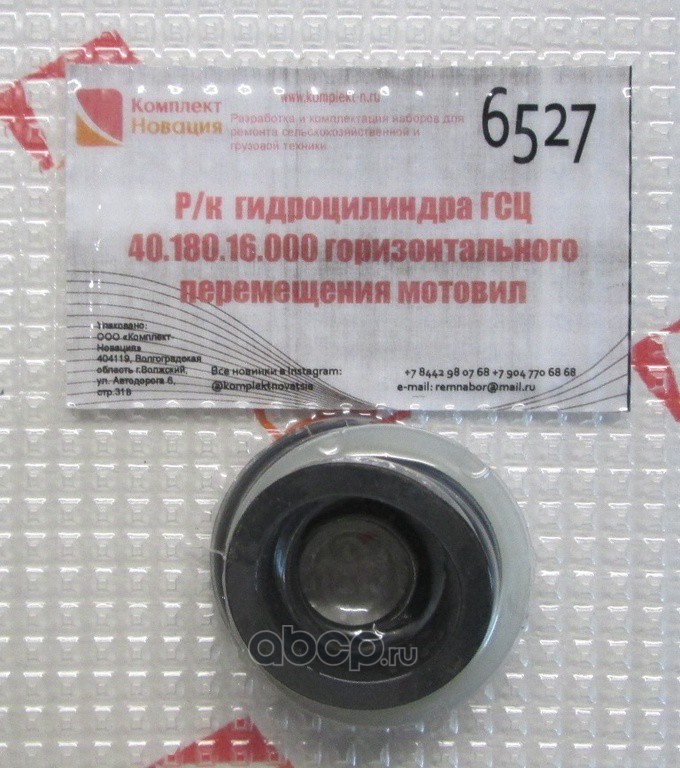 Комплект
Новация
www.komplekt-n.ru
Разработка и комплектация наборов для
ремонта сельскохозяйственной и
грузовой техники
6527
Р/к гидроцилиндра ГСЦ
40.180.16.000 горизонтального
перемещения мотовил
Упаковано:
ООО «Комплект-
Новация»
404119, Волгоградская
область г.Волжский,
ул. Автодорога 6,
стр.31В
Все новинки в Instagram:
@komplektnovatsia
+7 8442 98 07 68 +7 904 770 68 68
e-mail: remnabor@mail.ru
abcp.ru